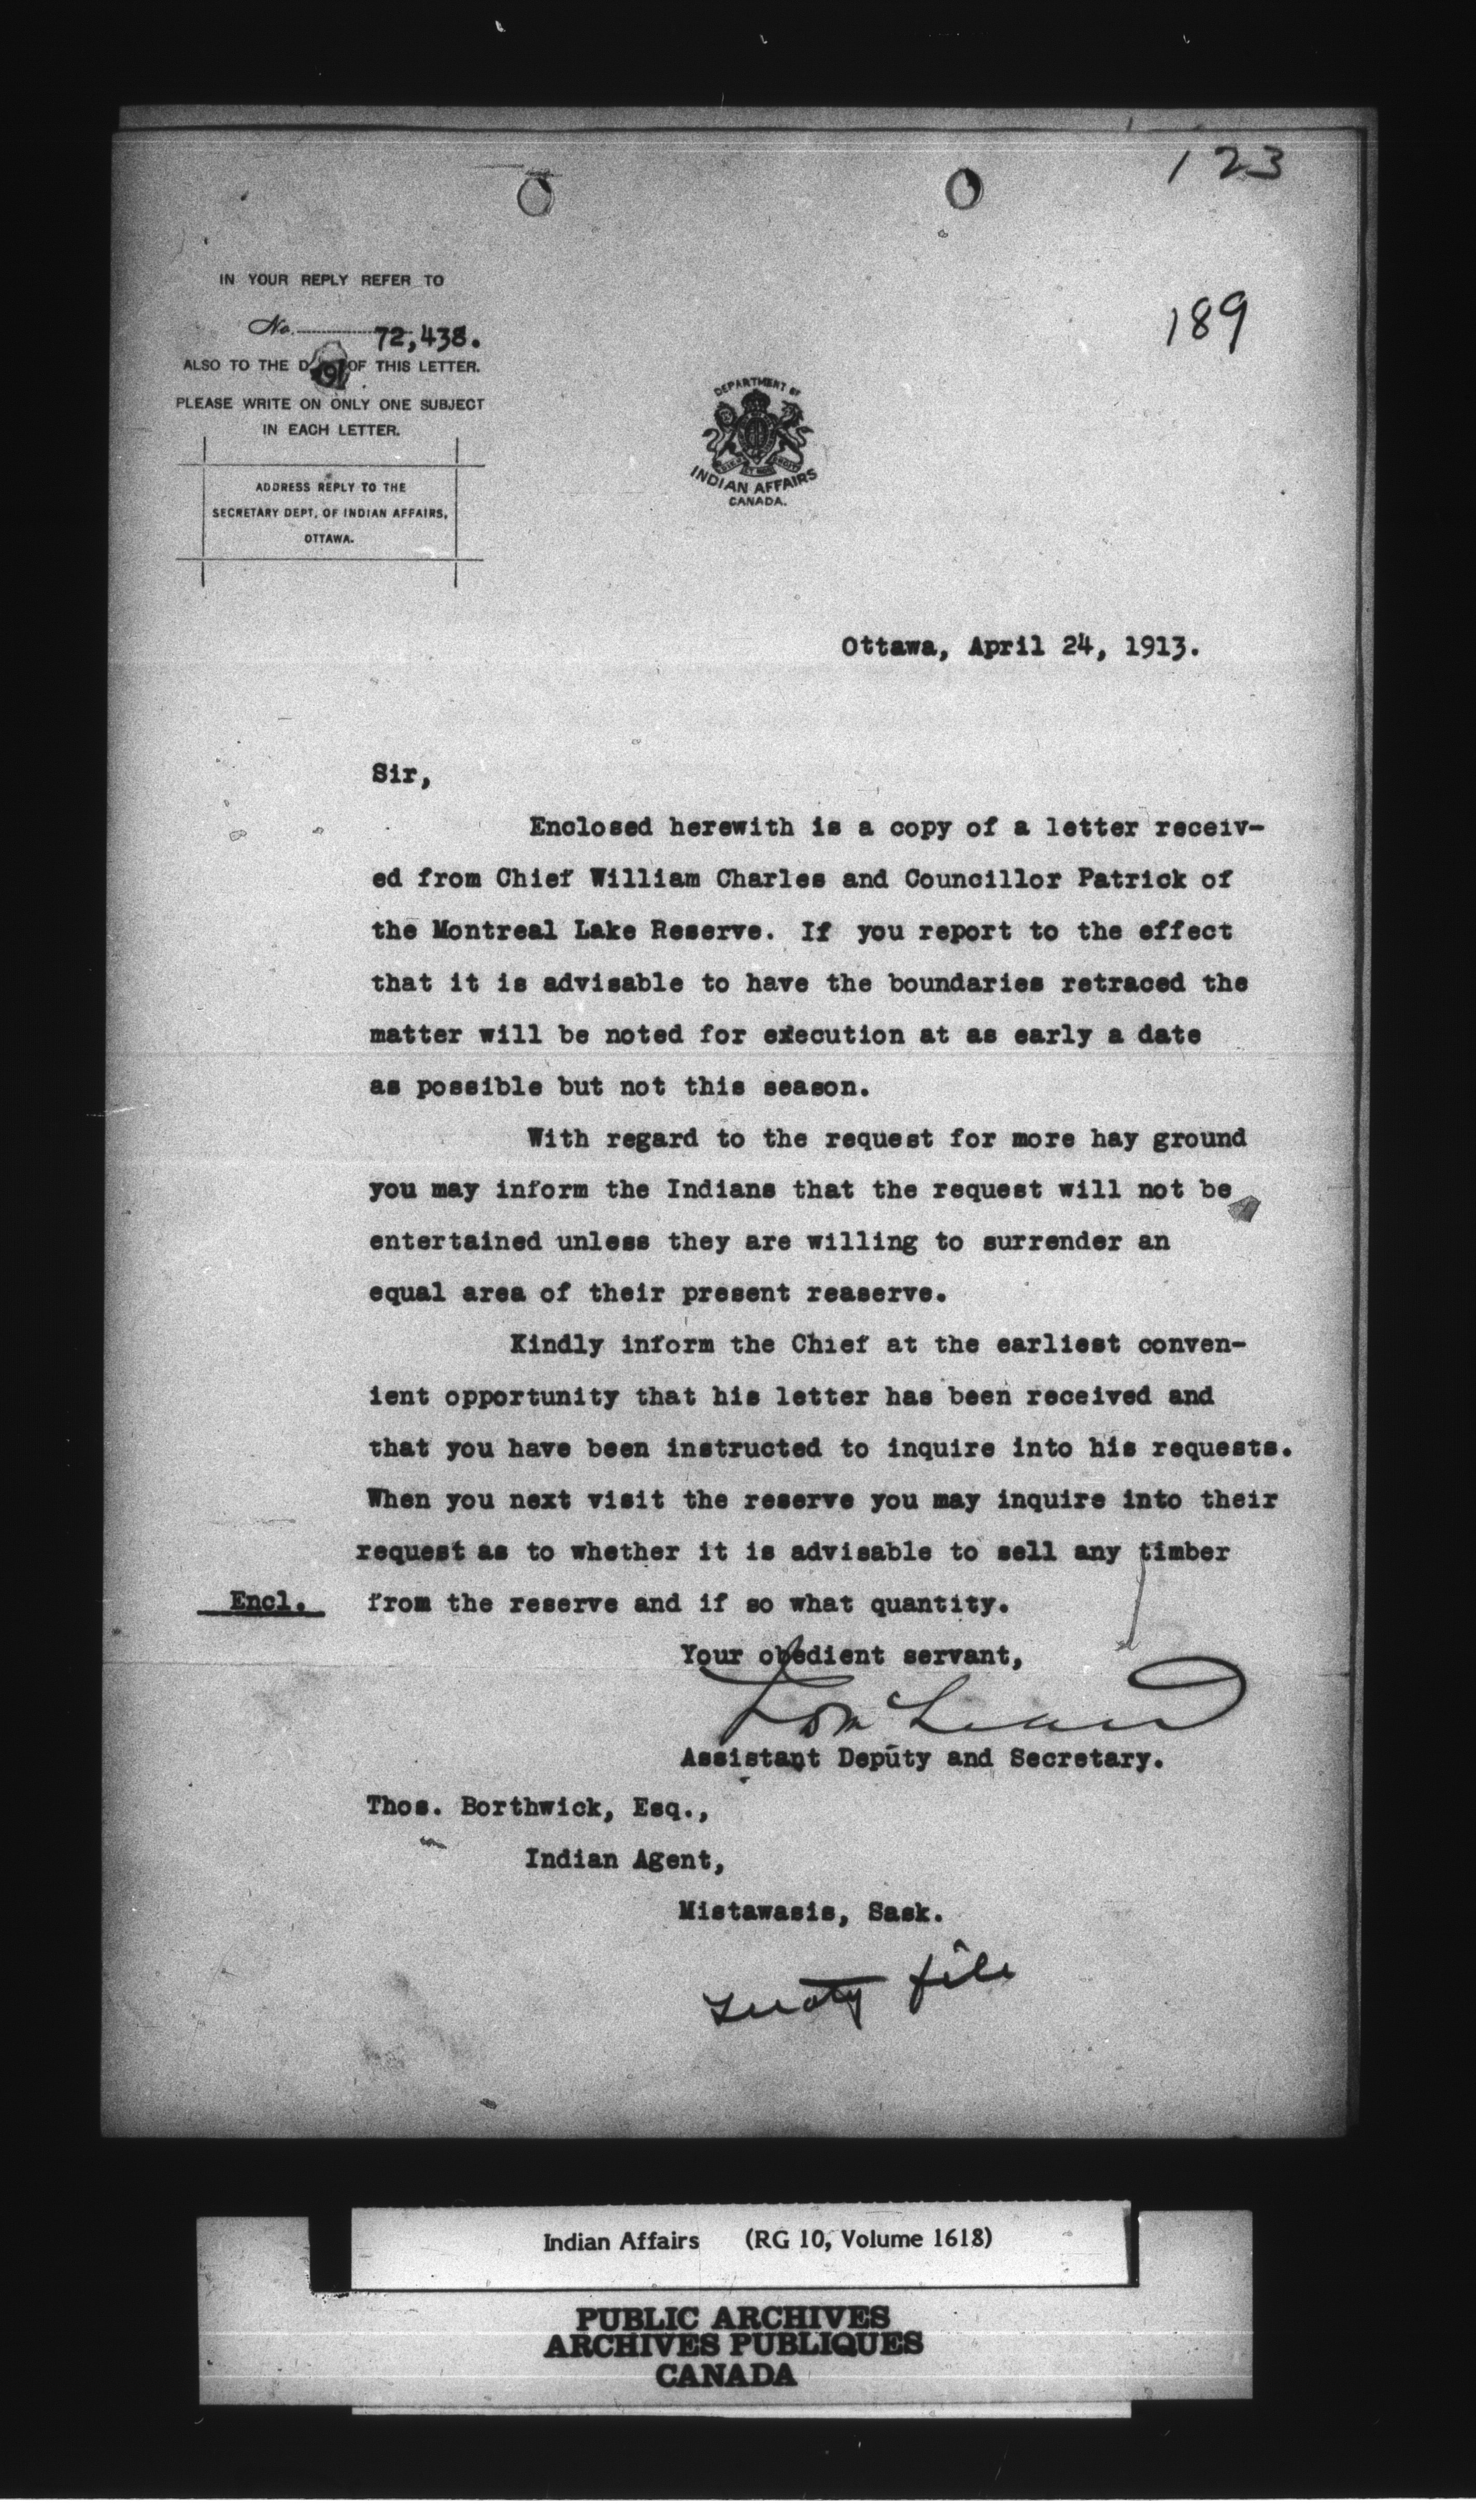 123
IN YOUR REPLY REFER TO
189
No. 72,438.
ALSO TO THE D OF THIS LETTER.
PLEASE WRITE ON ONLY ONE SUBJECT
IN EACH LETTER.
DEPARTMENT OF
INDIAN AFFAIRS
CANADA.
ADDRESS REPLY TO THE
SECRETARY DEPT. OF INDIAN AFFAIRS,
OTTAWA.
Ottawa, April 24, 1913.
Sir,
Enclosed herewith is a copy of a letter receiv-
ed from Chief William Charles and Councillor Patrick of
the Montreal Lake Reserve. If you report to the effect
that it is advisable to have the boundaries retraced the
matter will be noted for execution at as early a date
as possible but not this season.
With regard to the request for more hay ground
you may inform the Indians that the request will not be
entertained unless they are willing to surrender an
equal area of their present reaserve.
Kindly inform the Chief at the earliest conven-
ient opportunity that his letter has been received and
that you have been instructed to inquire into his requests.
When you next visit the reserve you may inquire into their
request as to whether it is advisable to sell any timber
Encl. from the reserve and if so what quantity.
Your obedient servant,
Assistant Deputy and Secretary.
Thos. Borthwick, Esq.,
Indian Agent,
Mistawasis, Sask.
file
Indian Affairs (RG 10, Volume 1618)
PUBLIC ARCHIVES
ARCHIVES PUBLIQUES
CANADA